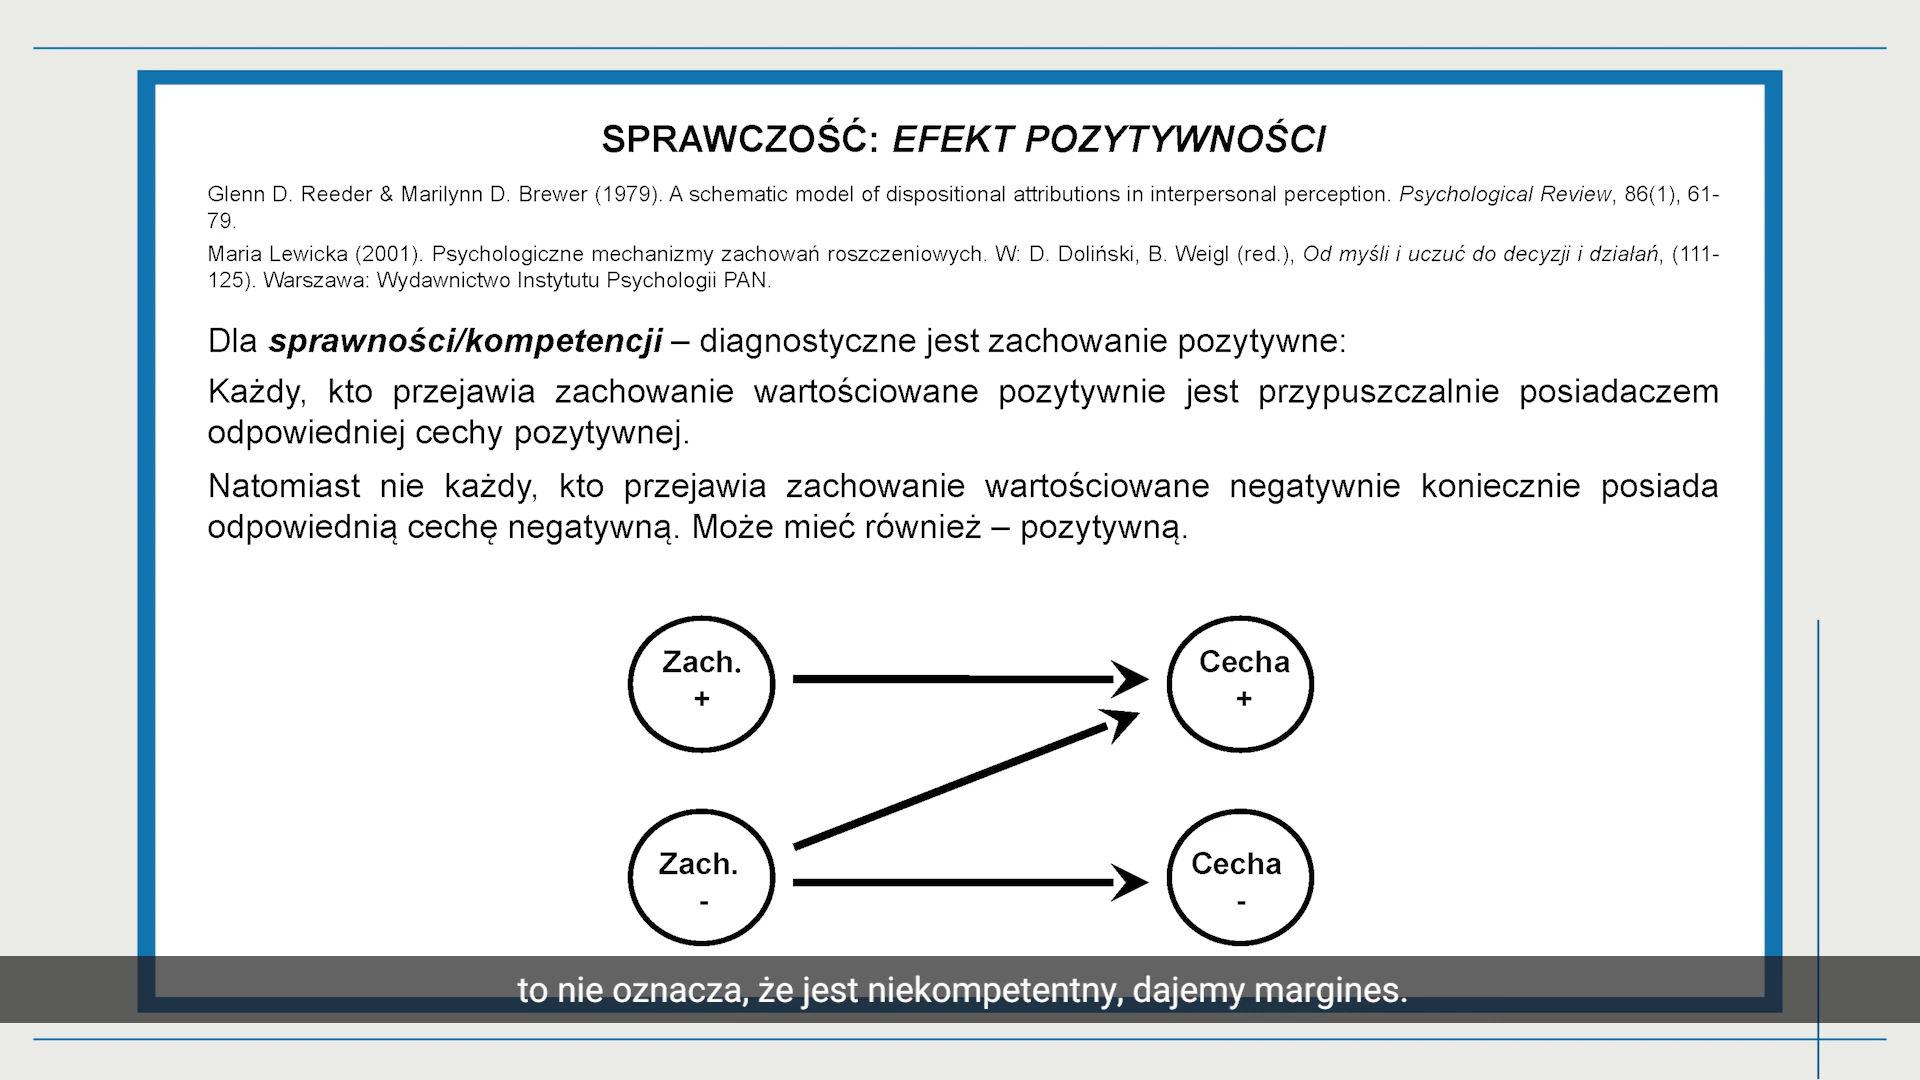 SPRAWCZOŚĆ: EFEKT POZYTYWNOŚCI
Glenn D. Reeder & Marilynn D. Brewer (1979). A schematic model of dispositional attributions in interpersonal perception. Psychological Review, 86(1), 61-
79.
Maria Lewicka (2001). Psychologiczne mechanizmy zachowań roszczeniowych. W: D. Doliński, B. Weigl (red.), Od myśli i uczuć do decyzji i działań, (111-
125). Warszawa: Wydawnictwo Instytutu Psychologii PAN.
Dla sprawności/kompetencji – diagnostyczne jest zachowanie pozytywne:
Każdy, kto przejawia zachowanie wartościowane pozytywnie jest przypuszczalnie posiadaczem
odpowiedniej cechy pozytywnej.
Natomiast nie każdy, kto przejawia zachowanie wartościowane negatywnie koniecznie posiada
odpowiednią cechę negatywną. Może mieć również – pozytywną.
Zach.
+
Cecha
+
Zach.
-
Cecha
-
to nie oznacza, że jest niekompetentny, dajemy margines.